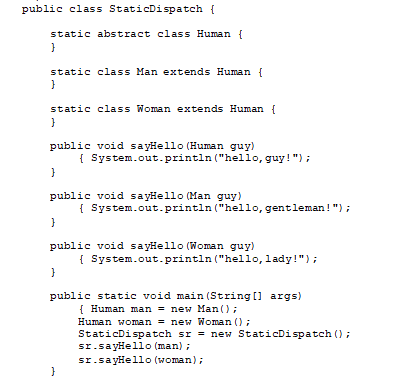 public class StaticDispatch {
static abstract class Human {
}
static class Man extends Human {
}
static class Woman extends Human {
}
public void sayHello(Human guy)
{ System.out.println("hello,guy!");
}
public void sayHello(Man guy)
{ System.out.println("hello,gentleman!");
}
public void sayHello(Woman guy)
{ System.out.println("hello,lady!");
}
public static void main(String[] args)
{ Human man = new Man();
Human woman = new Woman();
StaticDispatch sr = new StaticDispatch();
sr.sayHello(man);
sr.sayHello(woman);
}